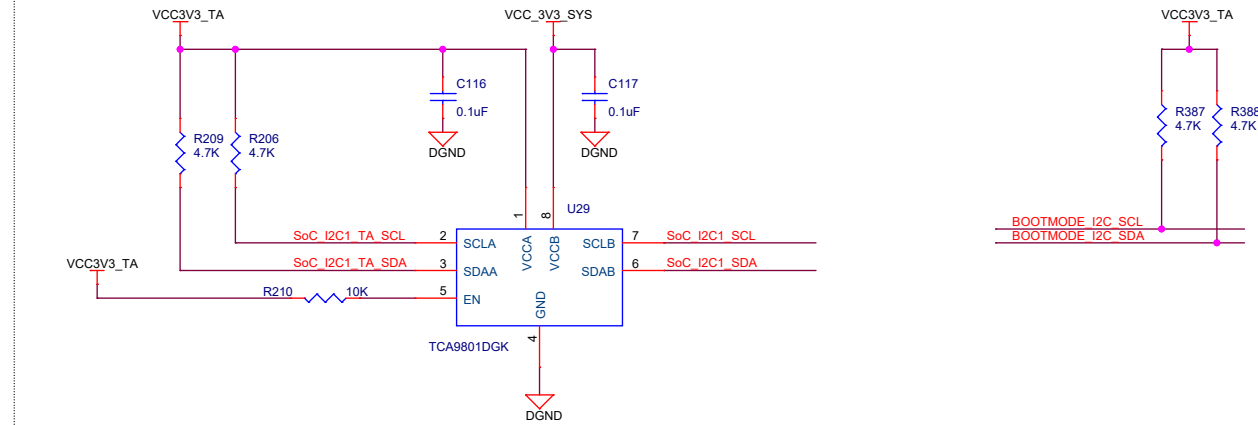 VCC3V3_TA
VCC_3V3_SYS
VCC3V3_TA
C116
0.1uF
DGND
C117
0.1uF
DGND
R209
4.7K
R206
4.7K
R387
4.7K
R388
4.7K
U29
1
8
VCCA
VCCB
SoC_I2C1_TA_SCL
2
SCLA
SCLB
7
SoC_I2C1_SCL
SoC_I2C1_TA_SDA
3
SDAA
SDAB
6
SoC_I2C1_SDA
BOOTMODE_I2C_SCL
BOOTMODE_I2C_SDA
VCC3V3_TA
R210
10K
5
EN
GND
4
TCA9801DGK
DGND